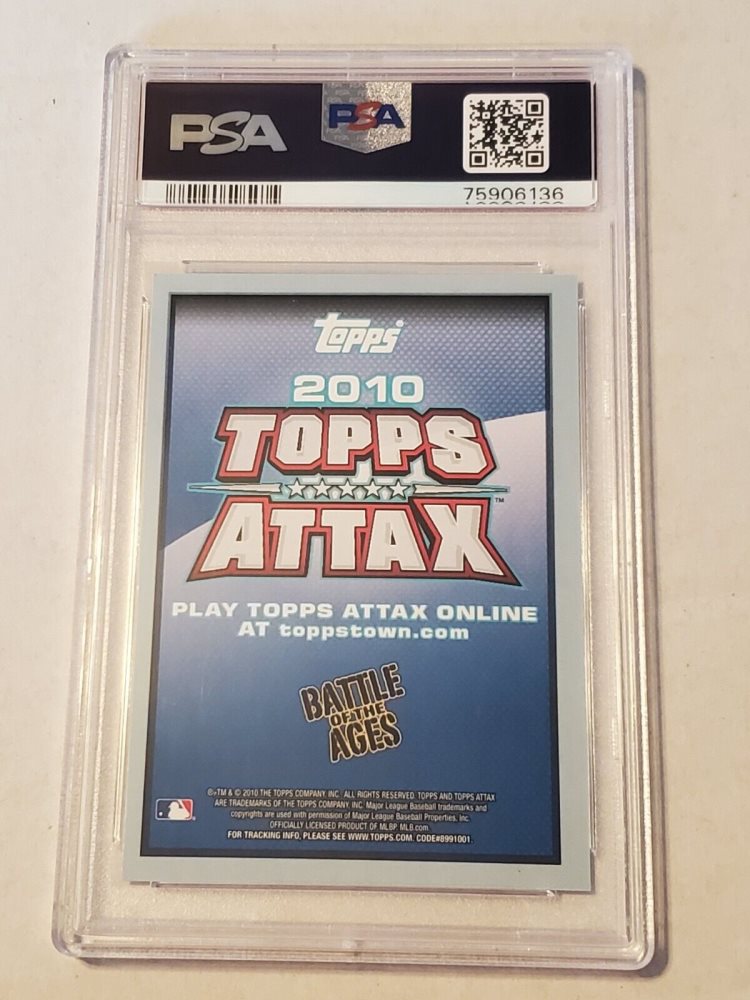 PSA
PSA
75906136
Topps
2010
TOPPS
ATTAX™
PLAY TOPPS ATTAX ONLINE
AT toppstown.com
BATTLE
OF THE
AGES
®,TM & © 2010 THE TOPPS COMPANY, INC. ALL RIGHTS RESERVED. TOPPS AND TOPPS ATTAX
ARE TRADEMARKS OF THE TOPPS COMPANY, INC. Major League Baseball trademarks and
copyrights are used with permission of Major League Baseball Properties, Inc.
OFFICIALLY LICENSED PRODUCT OF MLBP, MLB.com.
FOR TRACKING INFO, PLEASE SEE WWW.TOPPS.COM. CODE#8991001.